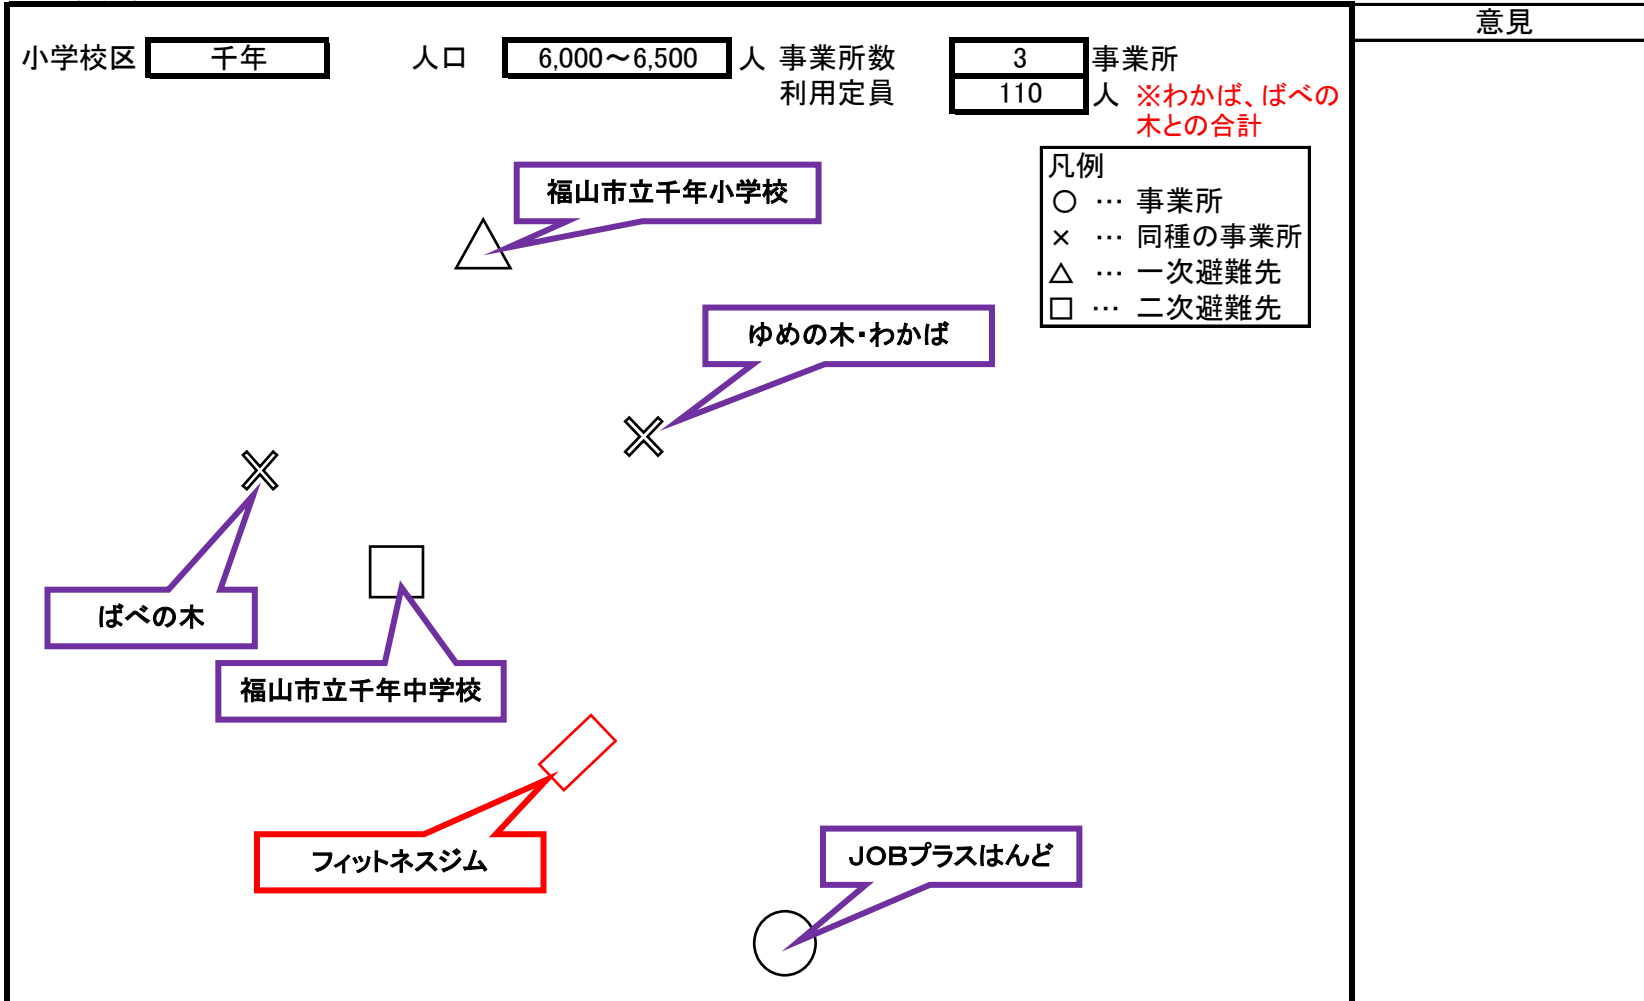 意見
小学校区 千年 人口 6,000～6,500 人 事業所数 3 事業所
利用定員 110 人 ※わかば、ばべの
木との合計
凡例
○ … 事業所
× … 同種の事業所
△ … 一次避難先
□ … 二次避難先
福山市立千年小学校
ゆめの木・わかば
ばべの木
福山市立千年中学校
フィットネスジム
JOBプラスはんど